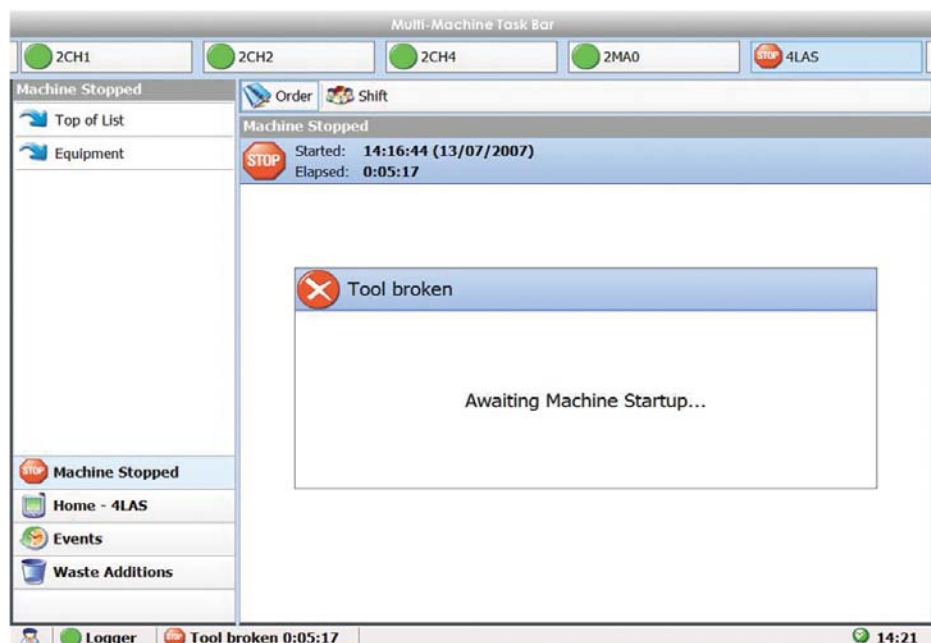 Multi-Machine Task Bar
2CH1 2CH2 2CH4 2MA0 STOP 4LAS
Machine Stopped
Top of List
Equipment
Order Shift
Machine Stopped
STOP
Started: 14:16:44 (13/07/2007)
Elapsed: 0:05:17
Tool broken
Awaiting Machine Startup...
STOP Machine Stopped
Home - 4LAS
Events
Waste Additions
Logger STOP Tool broken 0:05:17 14:21